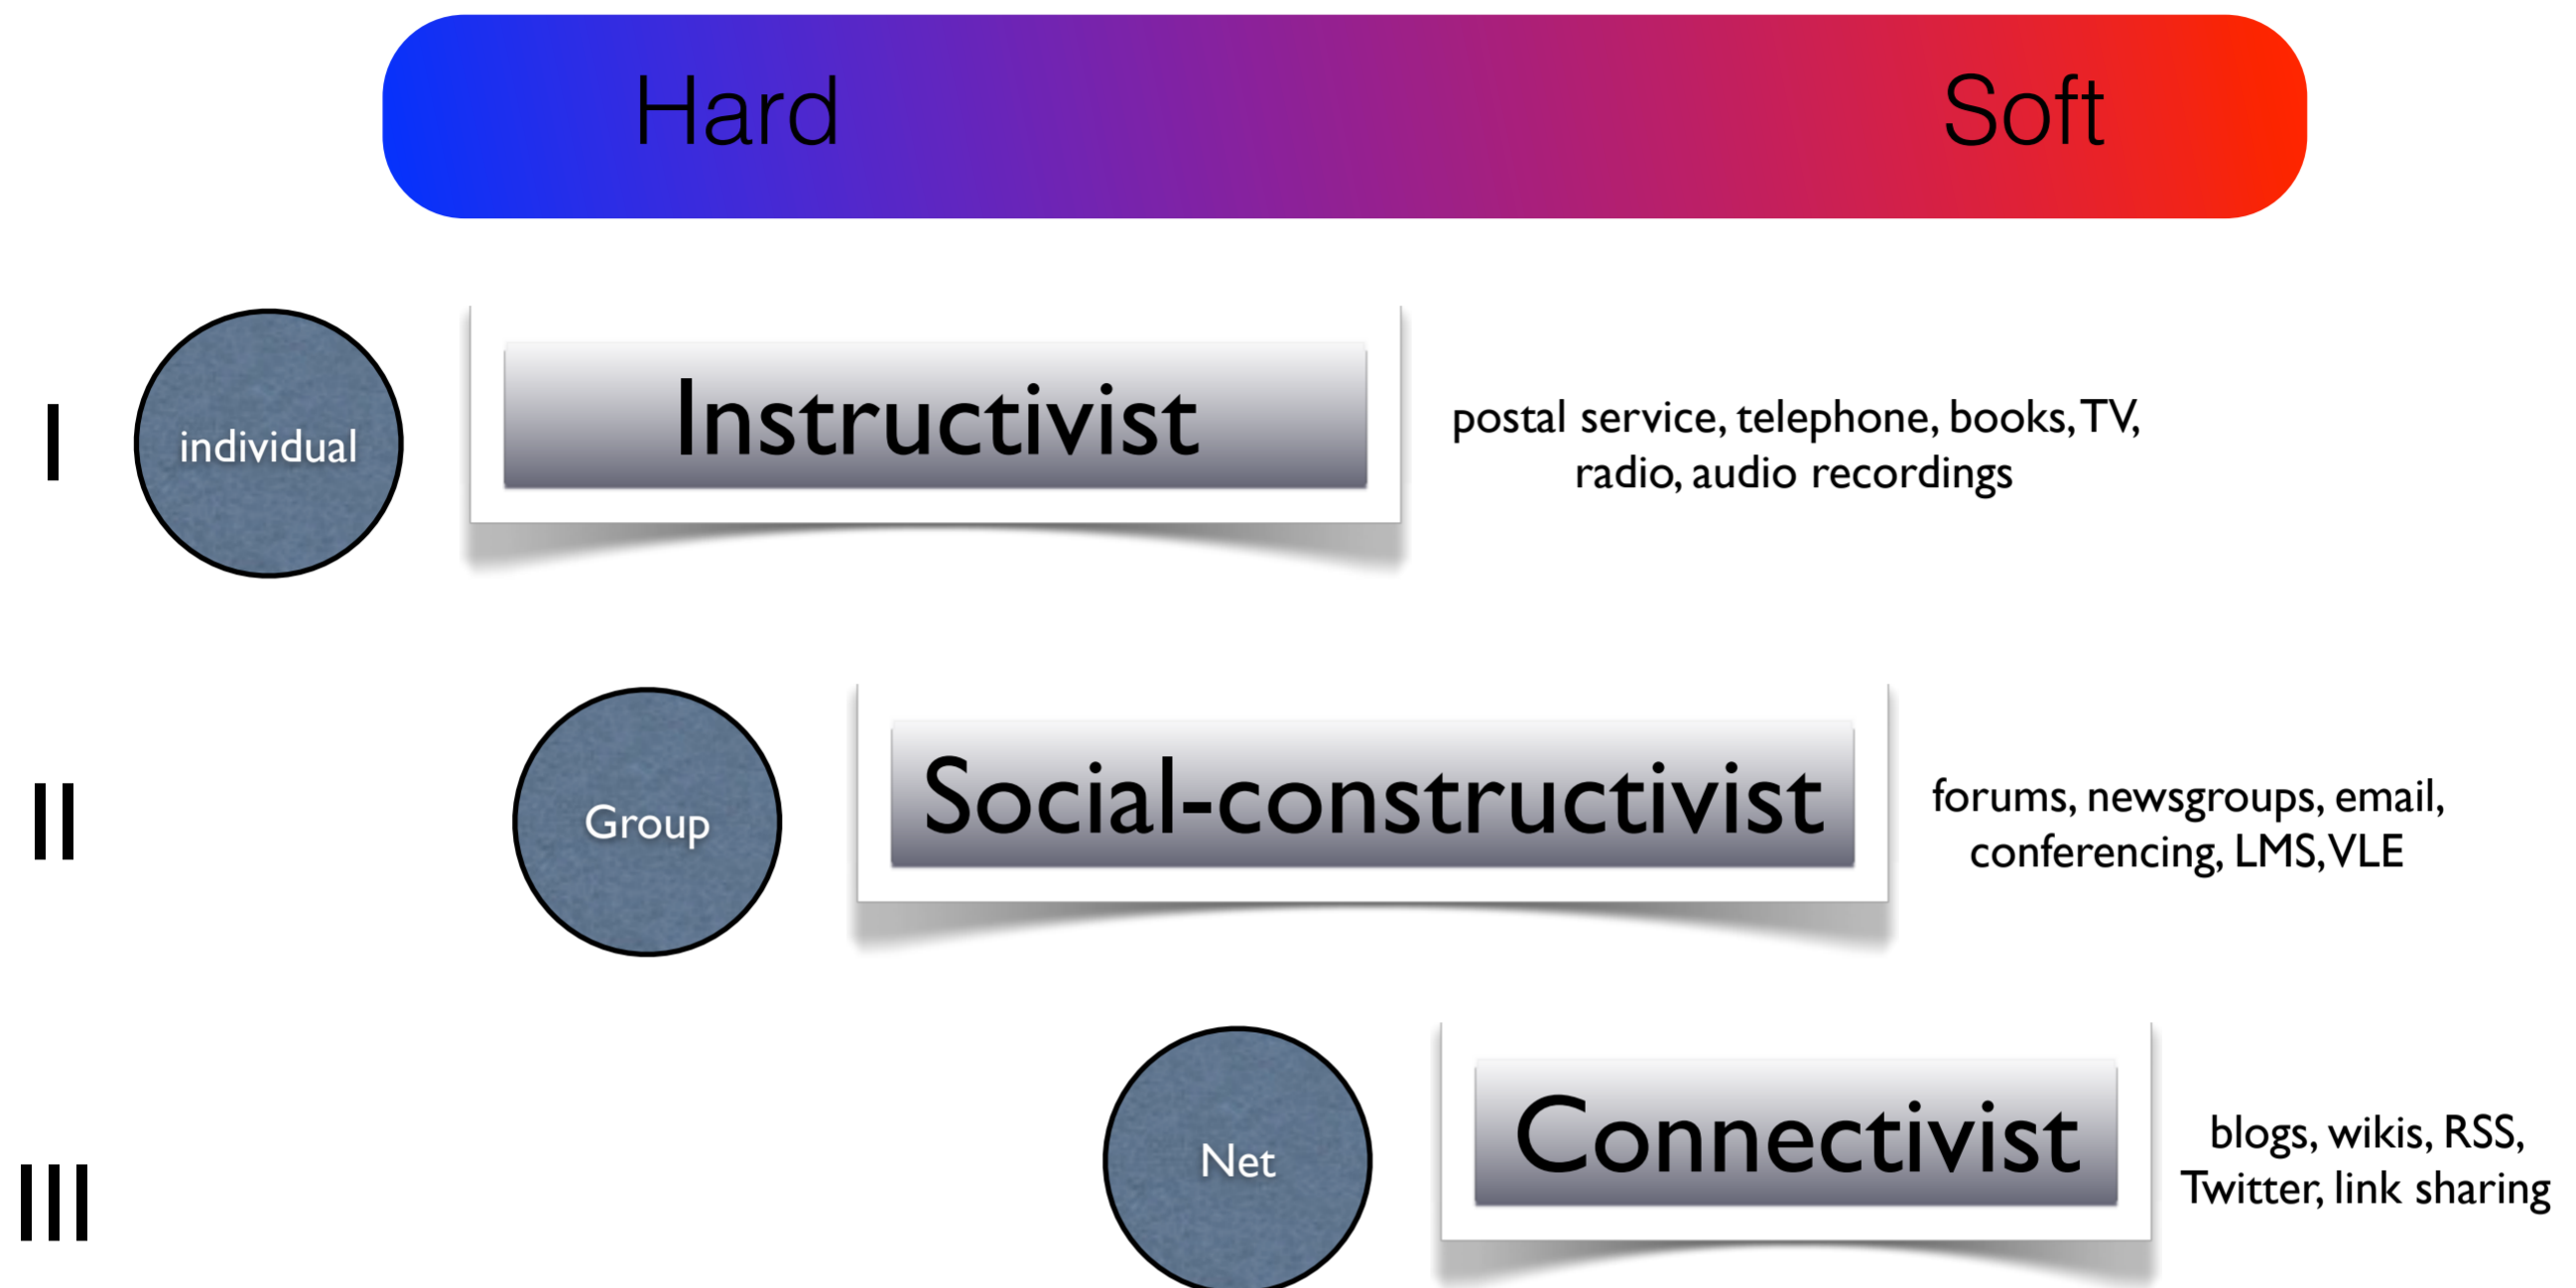 Hard Soft
I
individual
Instructivist
postal service, telephone, books, TV,
radio, audio recordings
II
Group
Social-constructivist
forums, newsgroups, email,
conferencing, LMS, VLE
III
Net
Connectivist
blogs, wikis, RSS,
Twitter, link sharing